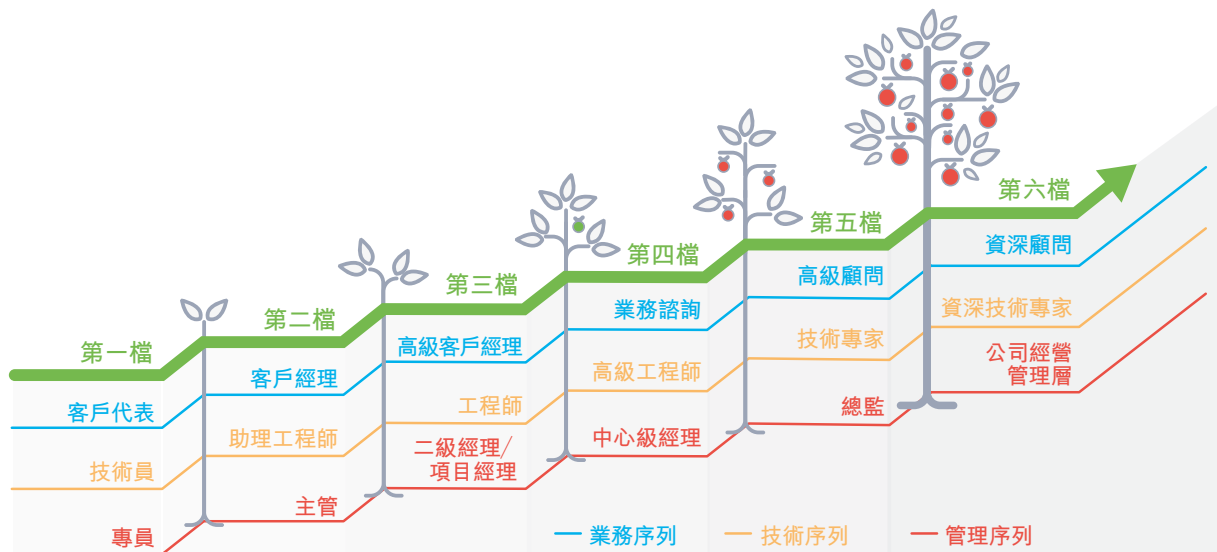 第一檔
客戶代表
技術員
專員
第二檔
客戶經理
助理工程師
主管
第三檔
高級客戶經理
工程師
二級經理/
項目經理
第四檔
業務諮詢
高級工程師
中心級經理
第五檔
高級顧問
技術專家
總監
第六檔
資深顧問
資深技術專家
公司經營
管理層
業務序列
技術序列
管理序列